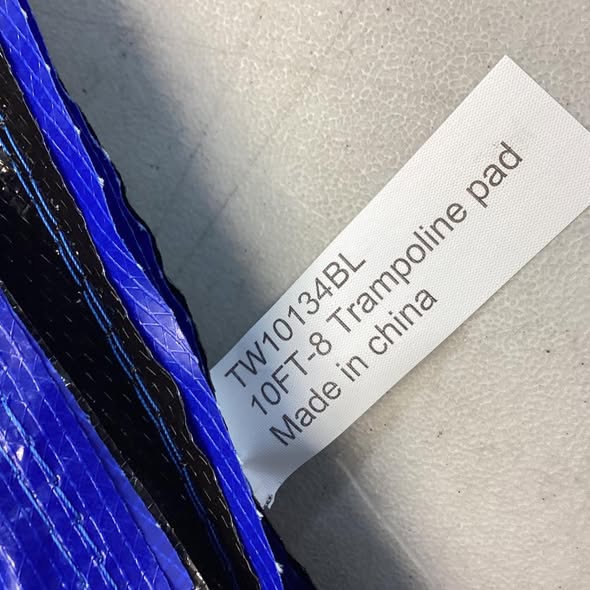 TW10134BL
10FT-8 Trampoline pad
Made in china